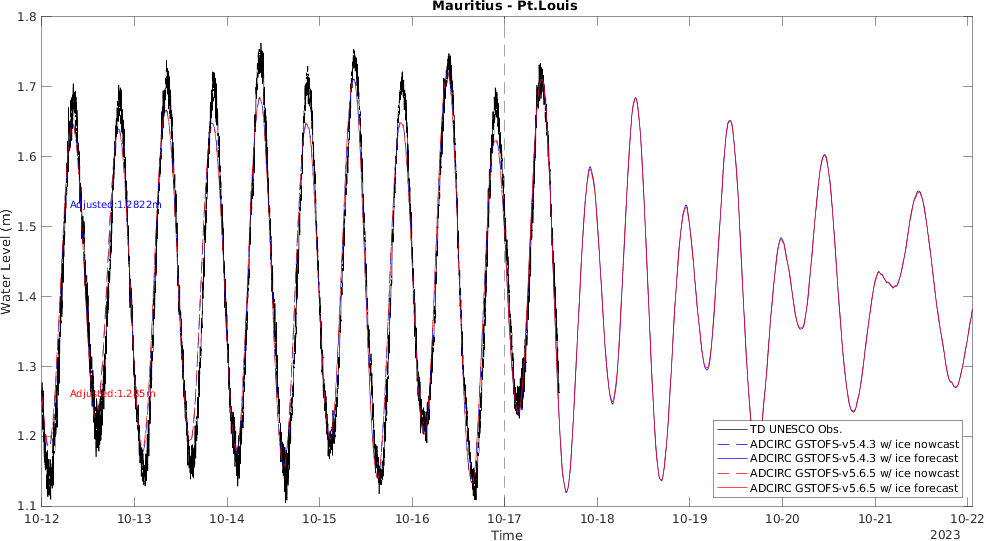 Mauritius - Pt.Louis
1.8
1.7
1.6
1.5
1.4
1.3
1.2
1.1
Water Level (m)
Adjusted:1.2822m
Adjusted:1.285m
TD UNESCO Obs.
ADCIRC GSTOFS-v5.4.3 w/ ice nowcast
ADCIRC GSTOFS-v5.4.3 w/ ice forecast
ADCIRC GSTOFS-v5.6.5 w/ ice nowcast
ADCIRC GSTOFS-v5.6.5 w/ ice forecast
10-12 10-13 10-14 10-15 10-16 10-17 10-18 10-19 10-20 10-21 10-22
Time
2023